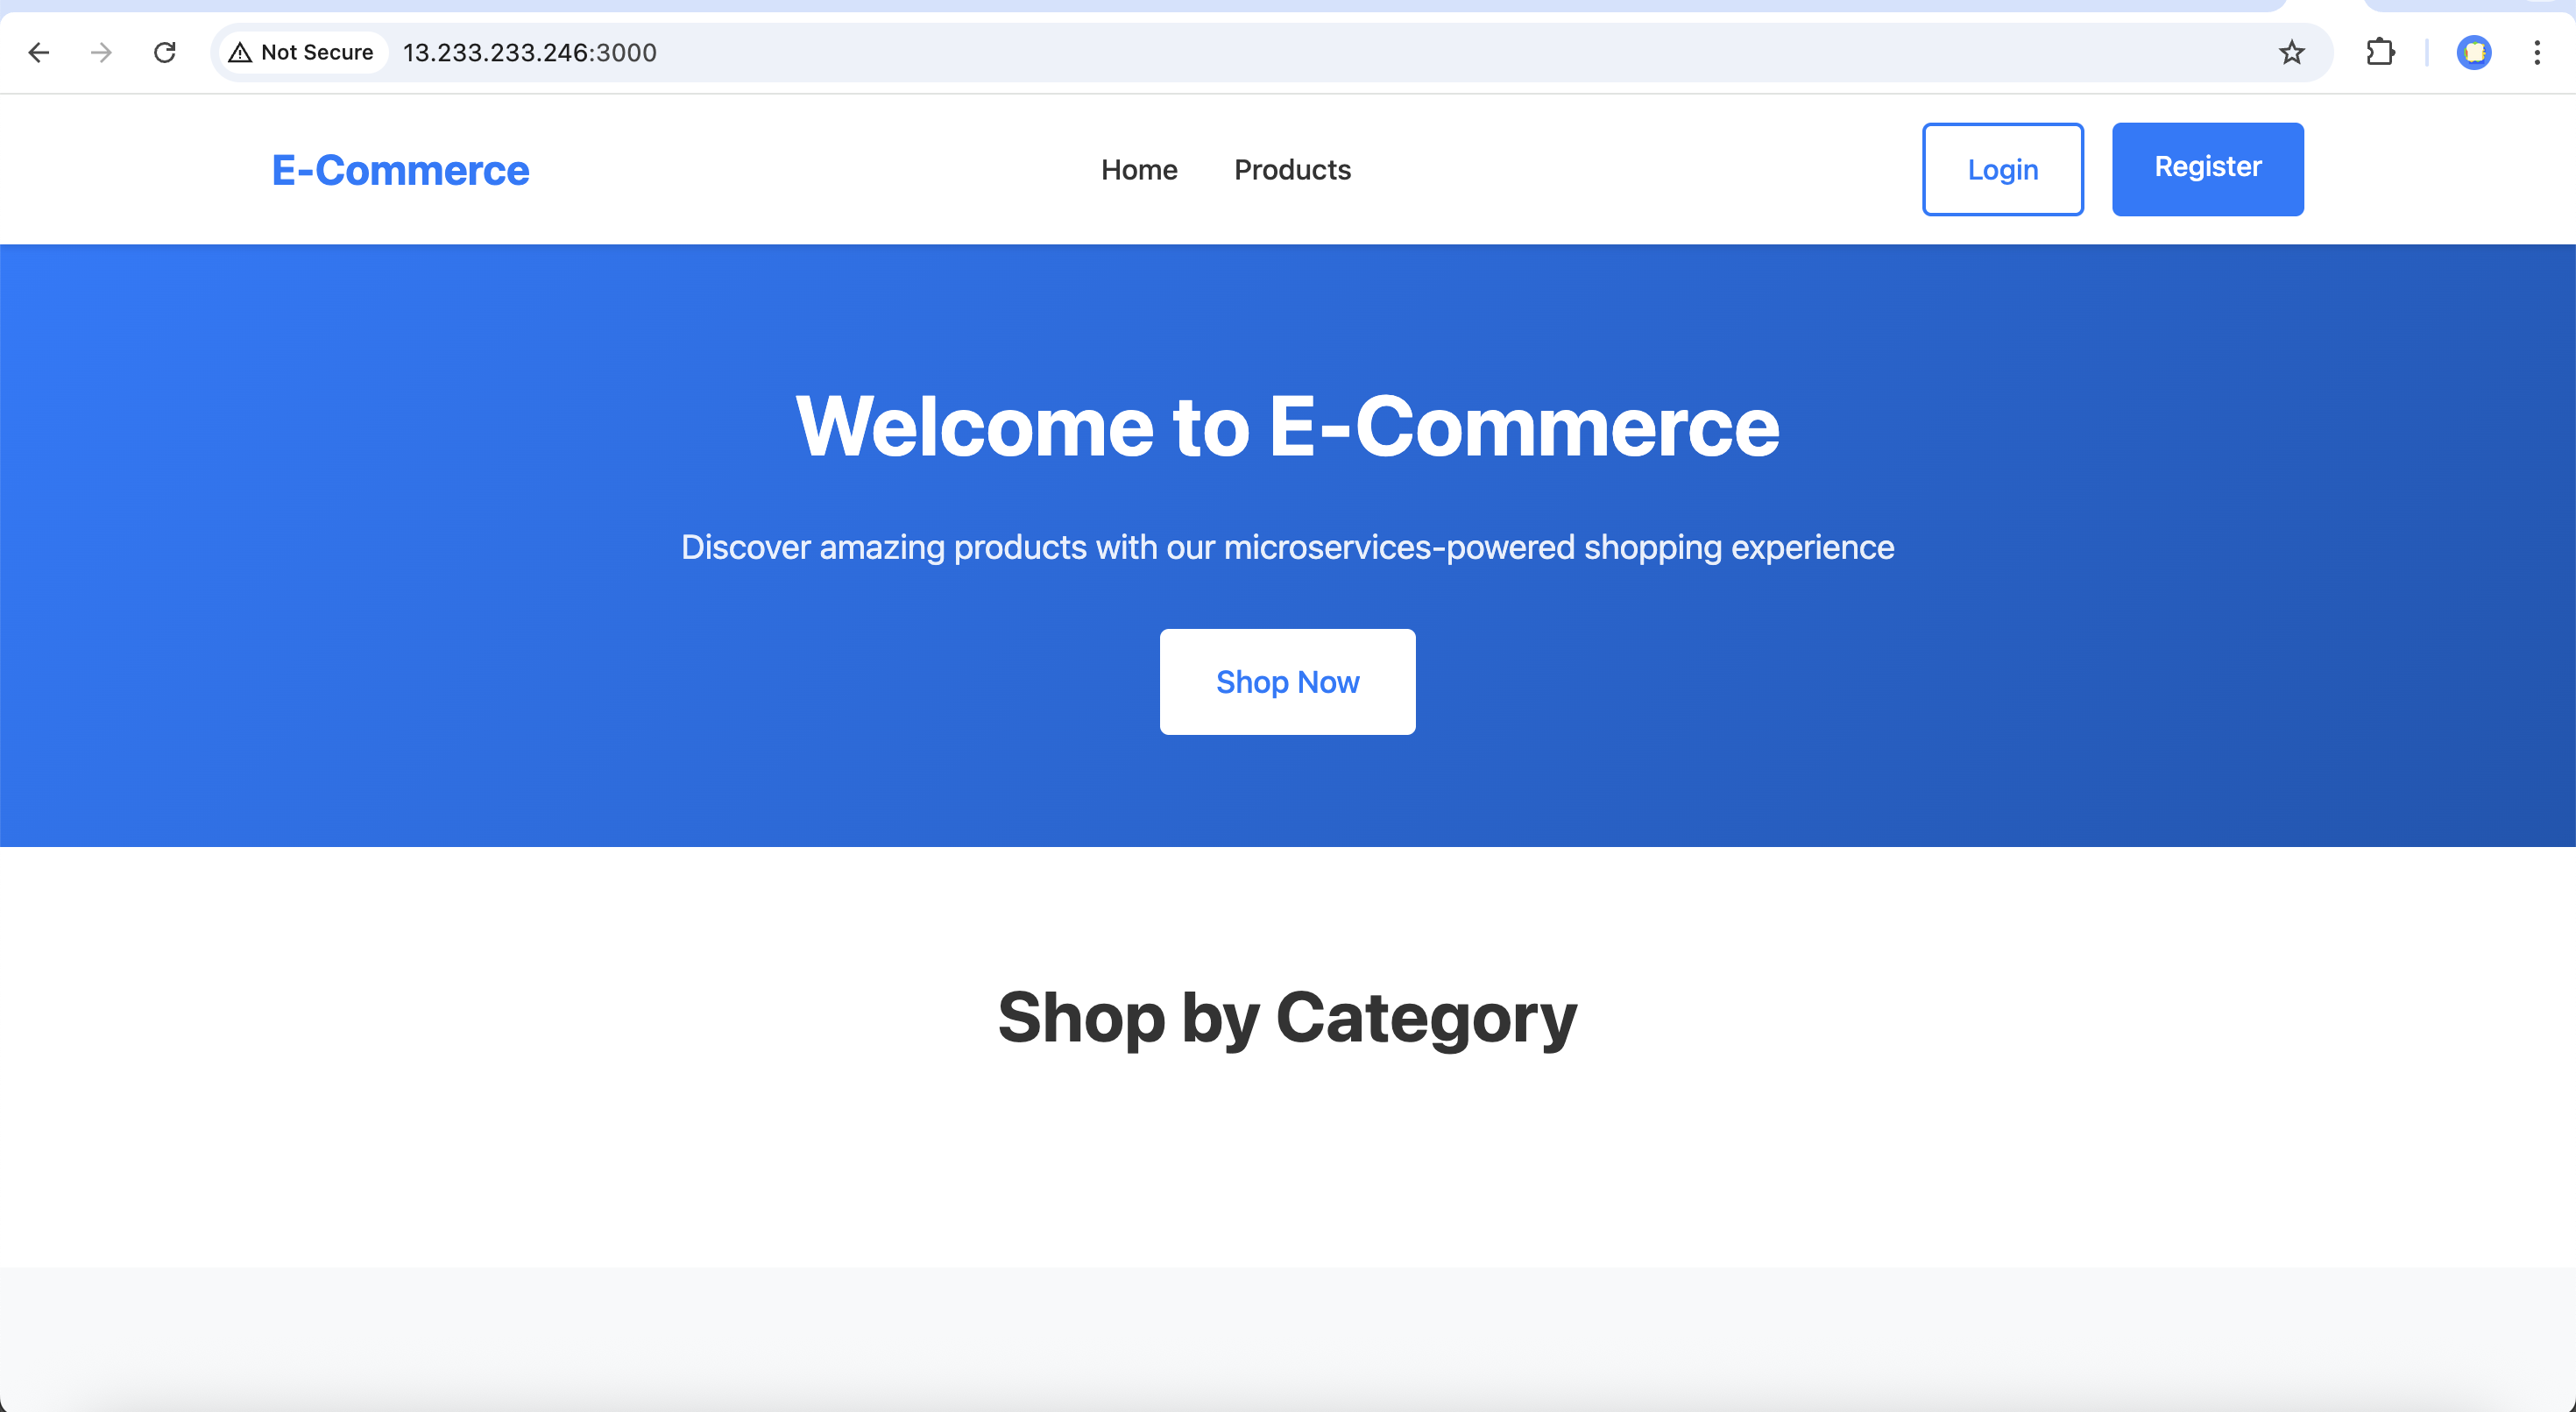 Not Secure 13.233.233.246:3000
E-Commerce Home Products Login Register
Welcome to E-Commerce
Discover amazing products with our microservices-powered shopping experience
Shop Now
Shop by Category